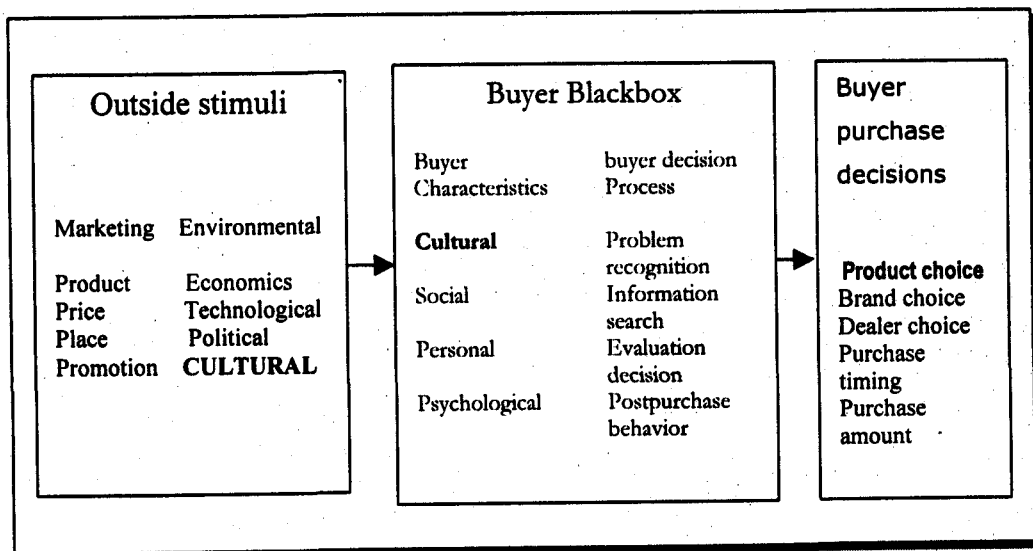 Outside stimuli
Marketing Environmental
Product Economics
Price Technological
Place Political
Promotion CULTURAL
Buyer Blackbox
Buyer buyer decision
Characteristics Process
Cultural Problem
recognition
Social Information
search
Personal Evaluation
decision
Psychological Postpurchase
behavior
Buyer
purchase
decisions
Product choice
Brand choice
Dealer choice
Purchase
timing
Purchase
amount